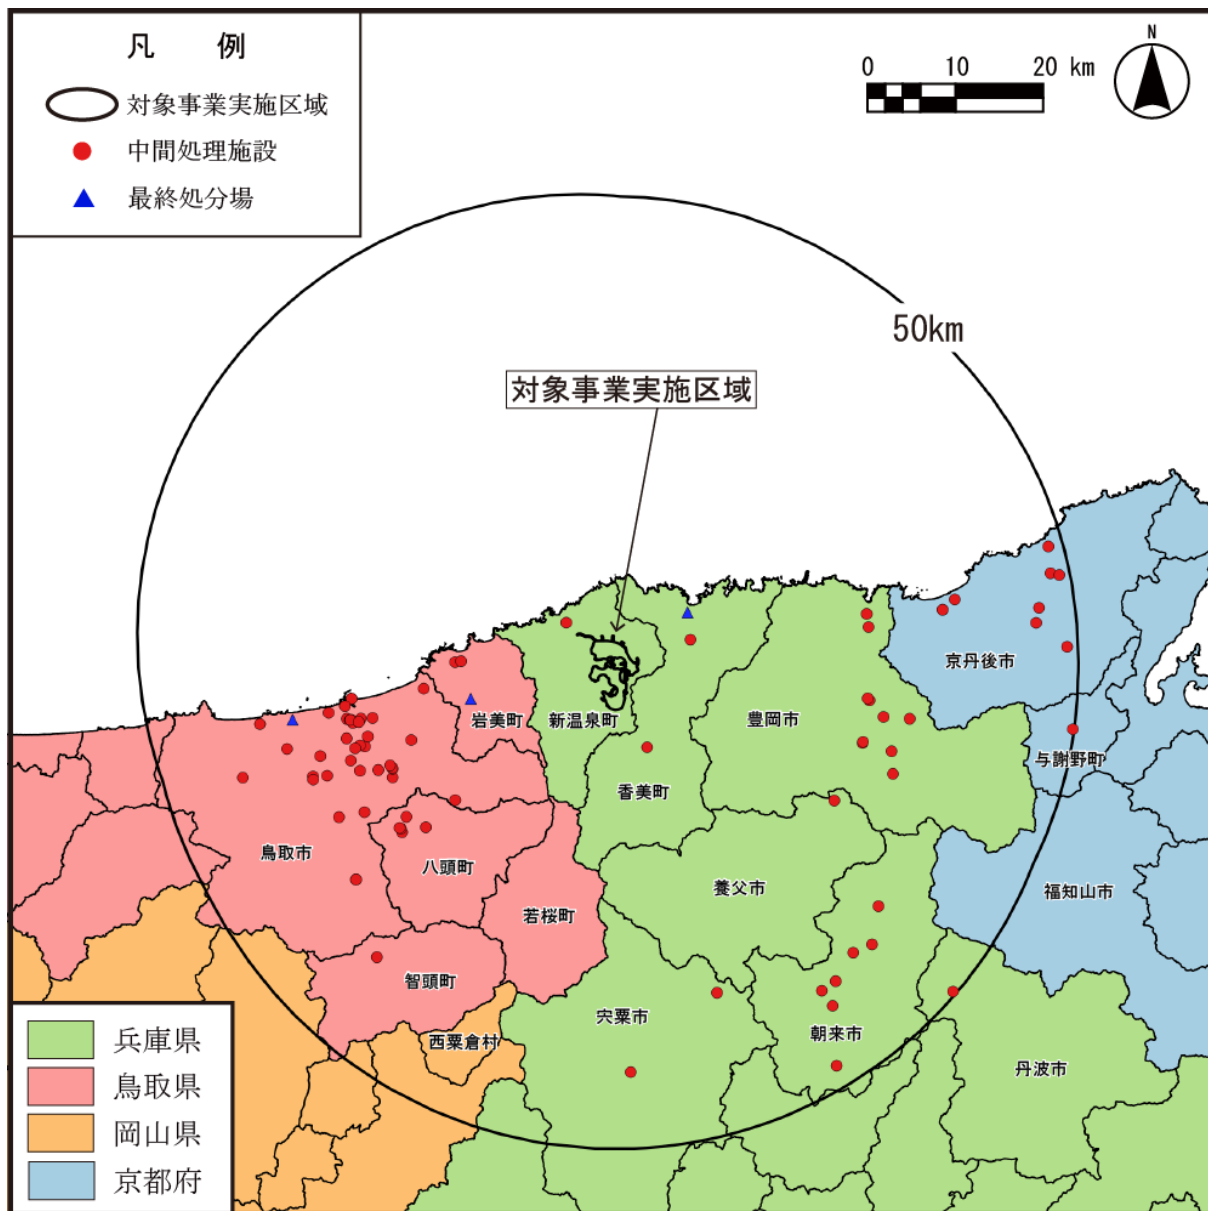 凡 例
対象事業実施区域
中間処理施設
最終処分場
0 10 20 km
N
50km
対象事業実施区域
京丹後市
岩美町
新温泉町
豊岡市
与謝野町
香美町
鳥取市
八頭町
養父市
福知山市
若桜町
智頭町
宍粟市
朝来市
西粟倉村
丹波市
兵庫県
鳥取県
岡山県
京都府